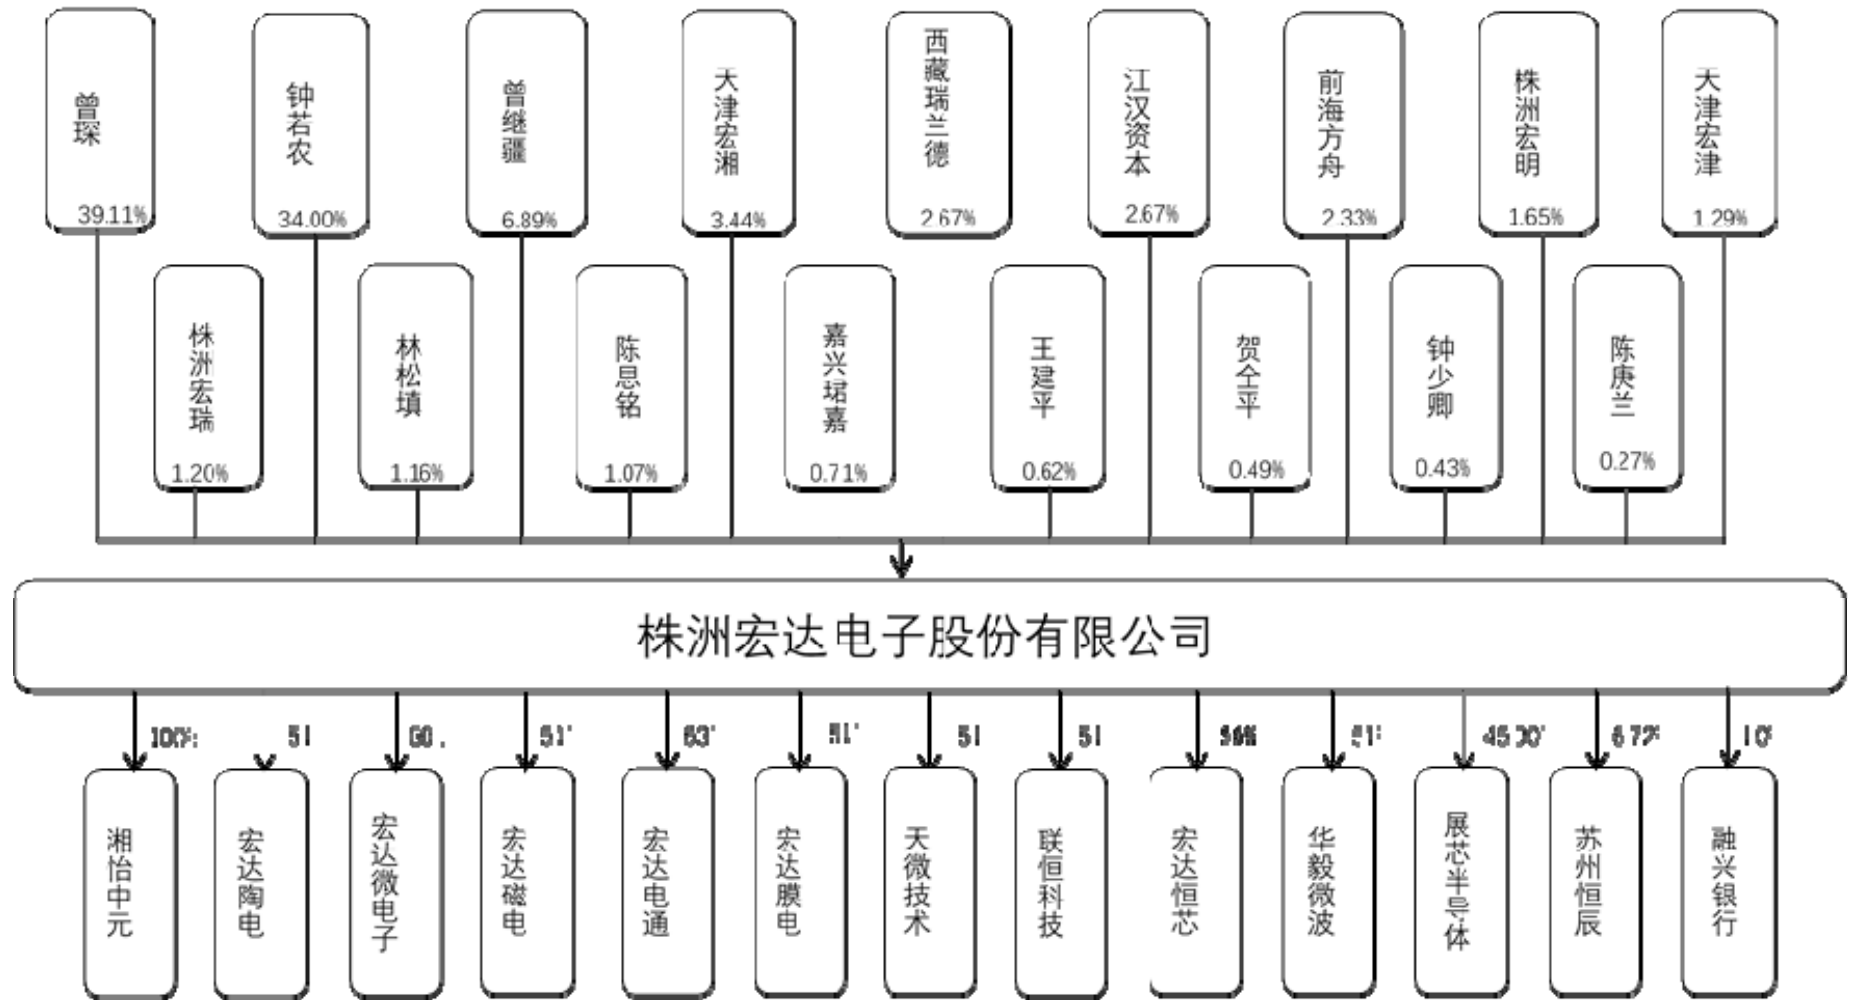 曾琛
39.11%
钟若农
34.00%
曾继疆
6.89%
天津宏湘
3.44%
西藏瑞兰德
2.67%
江汉资本
2.67%
前海方舟
2.33%
株洲宏明
1.65%
天津宏津
1.29%
株洲宏瑞
1.20%
林松填
1.16%
陈思铭
1.07%
嘉兴珺嘉
0.71%
王建平
0.62%
贺全平
0.49%
钟少卿
0.43%
陈庚兰
0.27%
株洲宏达电子股份有限公司
100%
51
51
51
51
湘怡中元
宏达陶电
宏达微电子
宏达磁电
宏达电通
宏达膜电
天微技术
联恒科技
宏达恒芯
华毅微波
展芯半导体
苏州恒辰
融兴银行